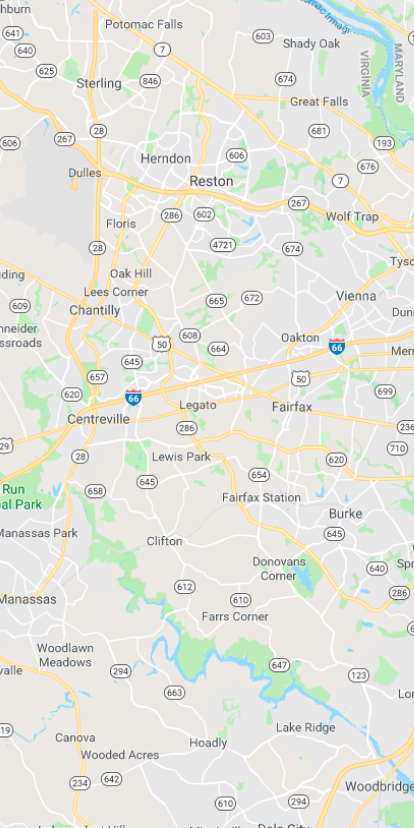 hburn
Potomac Falls
641
640
7
603
Shady Oak
625
Sterling
846
674
MARYLAND
VIRGINIA
Great Falls
28
681
267
606
193
Herndon
606
676
Dulles
Reston
7
267
286
602
Wolf Trap
Floris
28
4721
674
Tyso
Oak Hill
iding
Lees Corner
609
665
672
Vienna
Chantilly
Dunn
hneider
ssroads
608
Oakton
50
664
66
Merr
645
657
50
620
66
699
Legato
Fairfax
Centreville
286
236
29
710
28
Lewis Park
620
654
645
Run
al Park
658
Fairfax Station
Burke
Manassas Park
645
Clifton
Donovans
Corner
640
Spr
612
286
Manassas
610
Farrs Corner
6
Woodlawn
Meadows
647
valle
294
123
663
Lor
19
Lake Ridge
Canova
Hoadly
Wooded Acres
642
234
Woodbridge
610
294